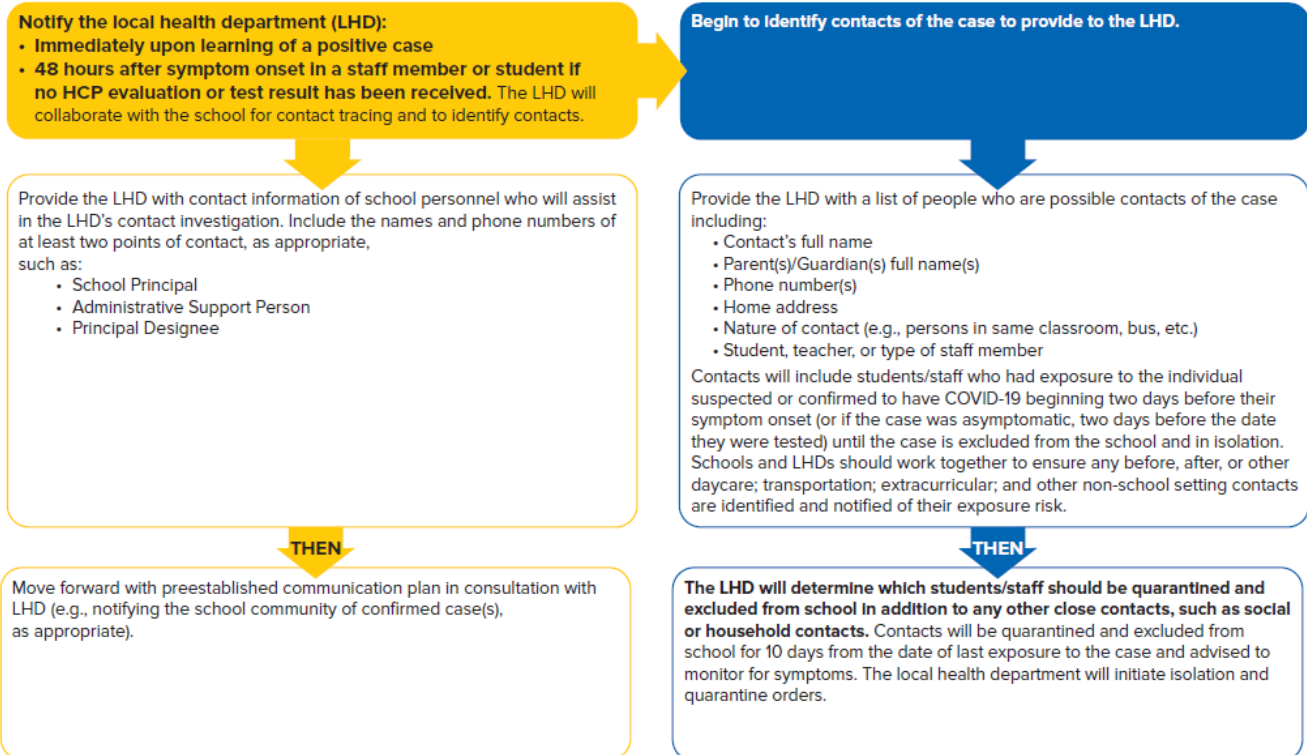 Notify the local health department (LHD):
• Immediately upon learning of a positive case
• 48 hours after symptom onset in a staff member or student if
no HCP evaluation or test result has been received. The LHD will
collaborate with the school for contact tracing and to identify contacts.
Begin to identify contacts of the case to provide to the LHD.
Provide the LHD with contact information of school personnel who will assist
in the LHD's contact investigation. Include the names and phone numbers of
at least two points of contact, as appropriate,
such as:
• School Principal
• Administrative Support Person
• Principal Designee
Provide the LHD with a list of people who are possible contacts of the case
including:
• Contact's full name
• Parent(s)/Guardian(s) full name(s)
• Phone number(s)
• Home address
• Nature of contact (e.g., persons in same classroom, bus, etc.)
• Student, teacher, or type of staff member
Contacts will include students/staff who had exposure to the individual
suspected or confirmed to have COVID-19 beginning two days before their
symptom onset (or if the case was asymptomatic, two days before the date
they were tested) until the case is excluded from the school and in isolation.
Schools and LHDs should work together to ensure any before, after, or other
daycare; transportation; extracurricular; and other non-school setting contacts
are identified and notified of their exposure risk.
THEN
Move forward with preestablished communication plan in consultation with
LHD (e.g., notifying the school community of confirmed case(s),
as appropriate).
THEN
The LHD will determine which students/staff should be quarantined and
excluded from school in addition to any other close contacts, such as social
or household contacts. Contacts will be quarantined and excluded from
school for 10 days from the date of last exposure to the case and advised to
monitor for symptoms. The local health department will initiate isolation and
quarantine orders.